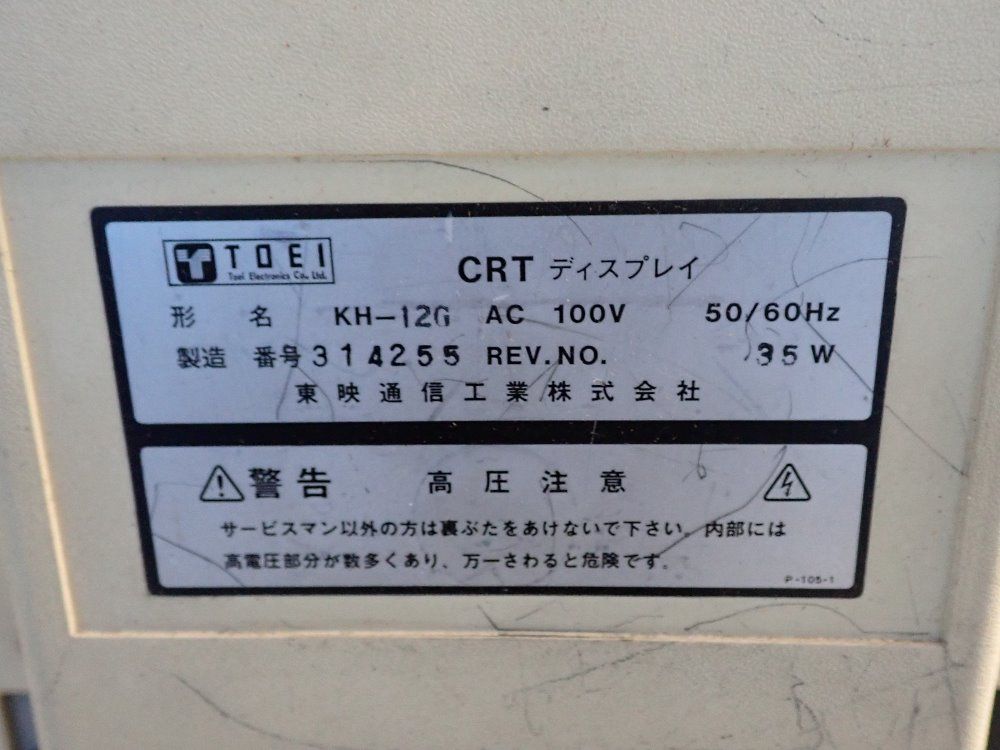 TOEI
Toei Electronics Co., Ltd.
CRT ディスプレイ
形 名 KH-12G AC 100V 50/60Hz
製造 番号 314255 REV.NO. 35W
東映通信工業株式会社
警告 高圧注意
サービスマン以外の方は裏ぶたをあけないで下さい。内部には
高電圧部分が数多くあり、万一さわると危険です。
P-105-1